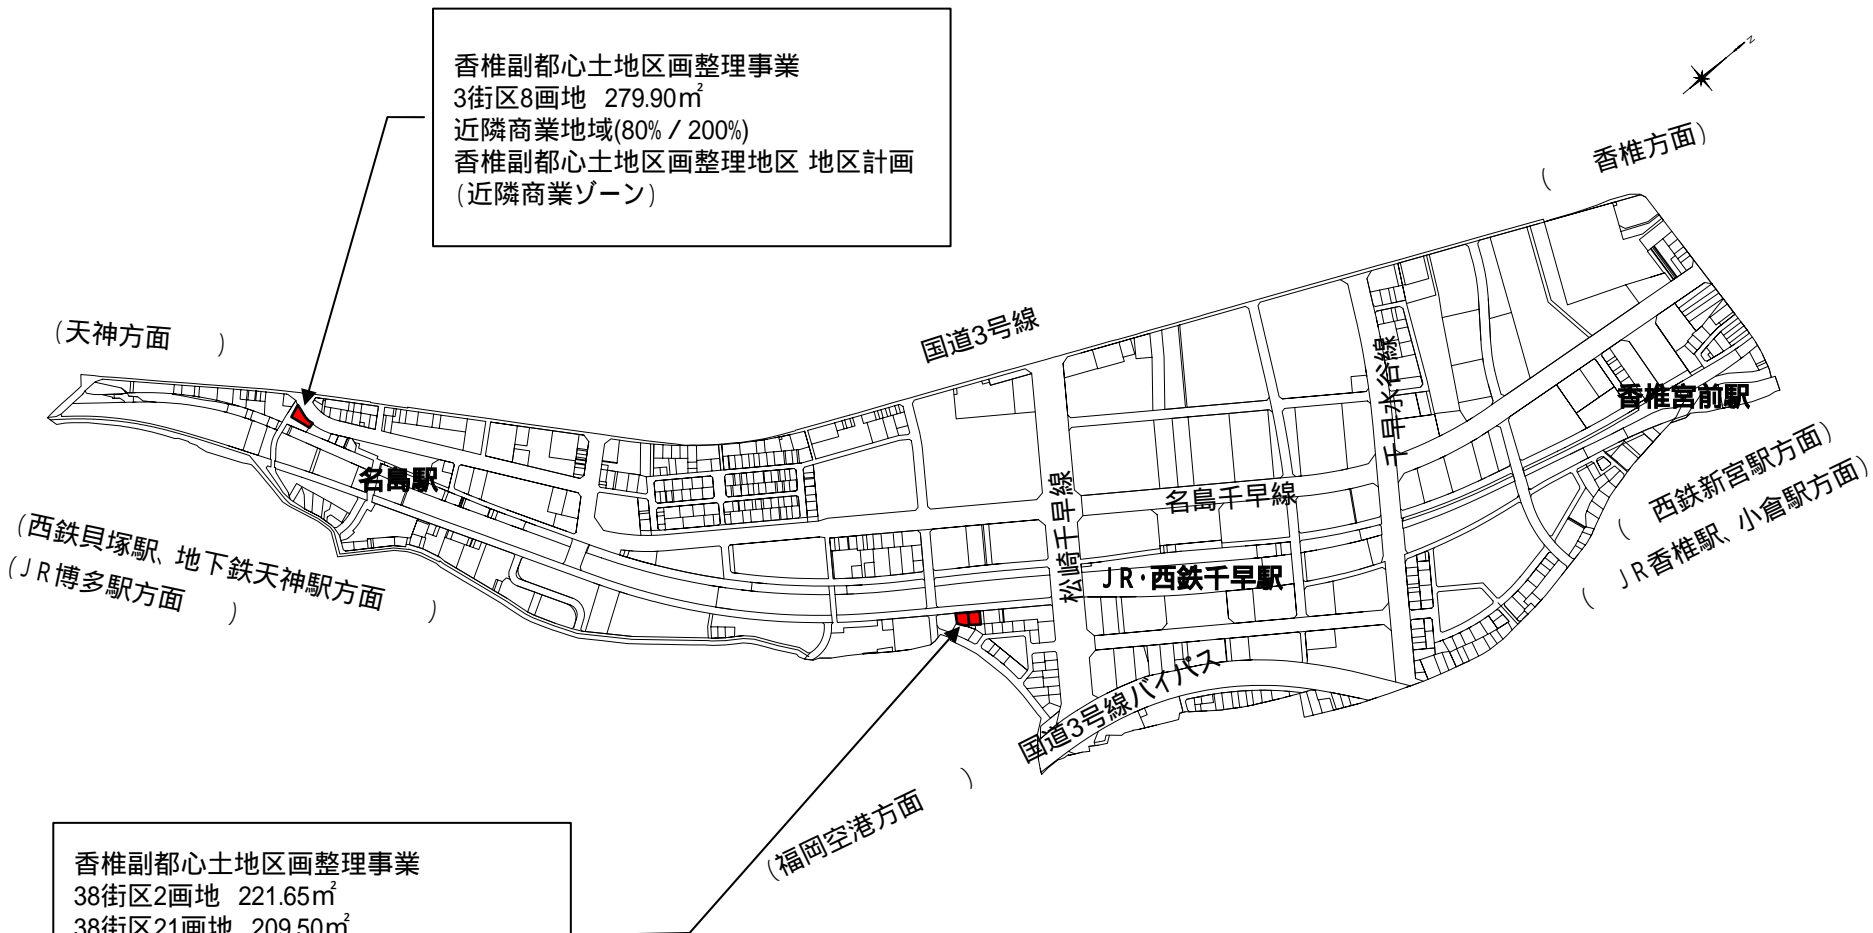 香椎副都心土地区画整理事業
3街区8画地 279.90㎡
近隣商業地域(80%/200%)
香椎副都心土地区画整理地区 地区計画
(近隣商業ゾーン)
N
( 香椎方面)
(天神方面 )
国道3号線
千早水谷線
香椎宮前駅
名島駅
松崎千早線
名島千早線
( 西鉄新宮駅方面)
( JR香椎駅、小倉駅方面)
(西鉄貝塚駅、地下鉄天神駅方面 )
(JR博多駅方面 )
JR・西鉄千早駅
国道3号線バイパス
(福岡空港方面 )
香椎副都心土地区画整理事業
38街区2画地 221.65㎡
38街区21画地 209.50㎡